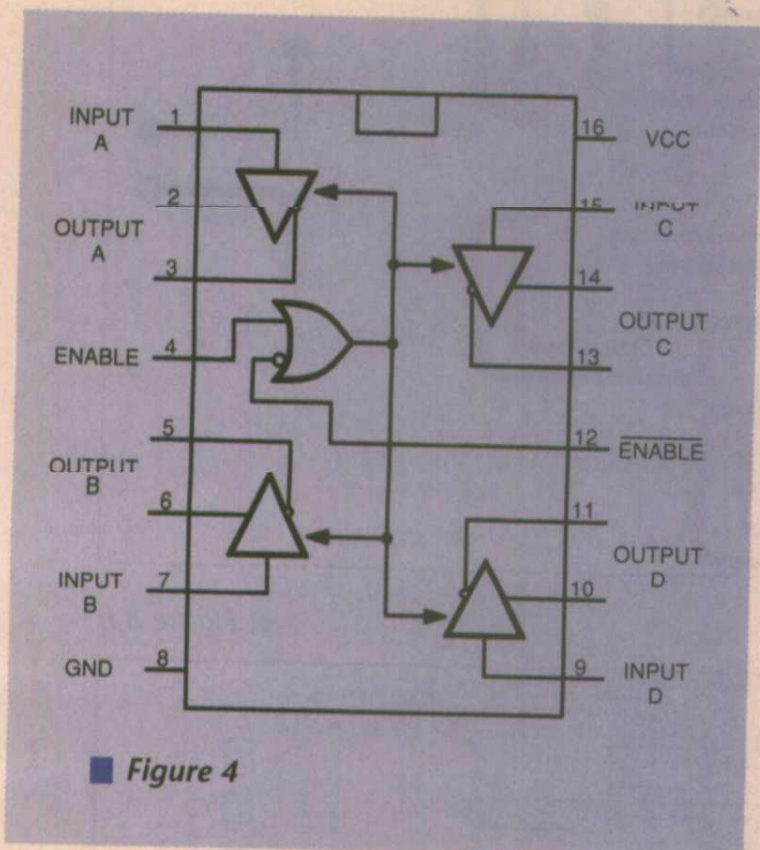 INPUT
A
1
2
OUTPUT
A
3
ENABLE
4
5
OUTPUT
B
6
INPUT
B
7
GND
8
16
VCC
C
14
OUTPUT
C
13
12
ENABLE
11
OUTPUT
D
10
9
INPUT
D
Figure 4